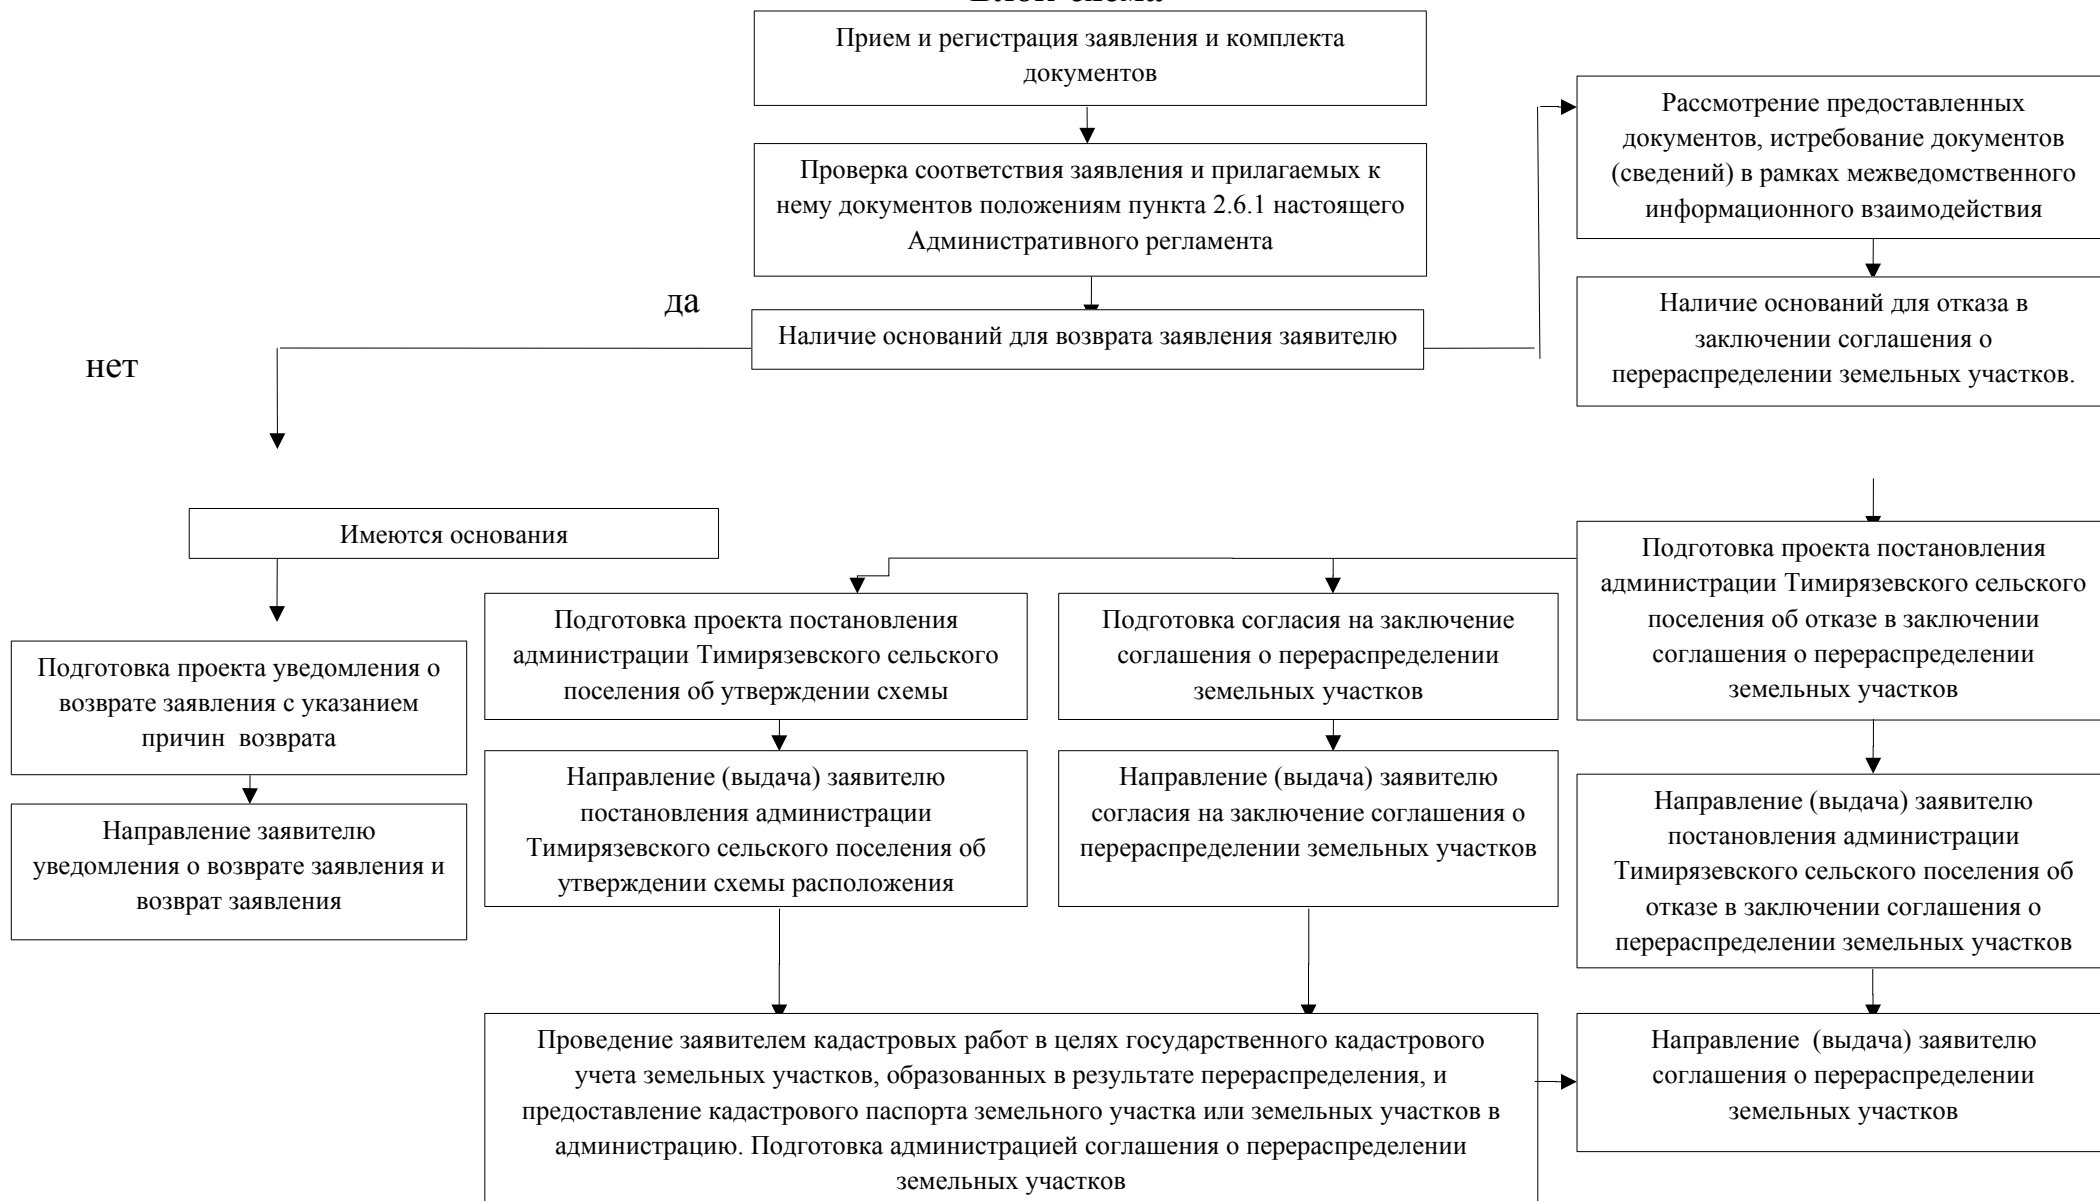 Прием и регистрация заявления и комплекта
документов
Рассмотрение предоставленных
документов, истребование документов
(сведений) в рамках межведомственного
информационного взаимодействия
Проверка соответствия заявления и прилагаемых к
нему документов положениям пункта 2.6.1 настоящего
Административного регламента
да
Наличие оснований для возврата заявления заявителю
Наличие оснований для отказа в
заключении соглашения о
перераспределении земельных участков.
нет
Имеются основания
Подготовка проекта уведомления о
возврате заявления с указанием
причин  возврата
Направление заявителю
уведомления о возврате заявления и
возврат заявления
Подготовка проекта постановления
администрации Тимирязевского сельского
поселения об утверждении схемы
Направление (выдача) заявителю
постановления администрации
Тимирязевского сельского поселения об
утверждении схемы расположения
Подготовка согласия на заключение
соглашения о перераспределении
земельных участков
Направление (выдача) заявителю
согласия на заключение соглашения о
перераспределении земельных участков
Подготовка проекта постановления
администрации Тимирязевского сельского
поселения об отказе в заключении
соглашения о перераспределении
земельных участков
Направление (выдача) заявителю
постановления администрации
Тимирязевского сельского поселения об
отказе в заключении соглашения о
перераспределении земельных участков
Проведение заявителем кадастровых работ в целях государственного кадастрового
учета земельных участков, образованных в результате перераспределения, и
предоставление кадастрового паспорта земельного участка или земельных участков в
администрацию. Подготовка администрацией соглашения о перераспределении
земельных участков
Направление  (выдача) заявителю
соглашения о перераспределении
земельных участков